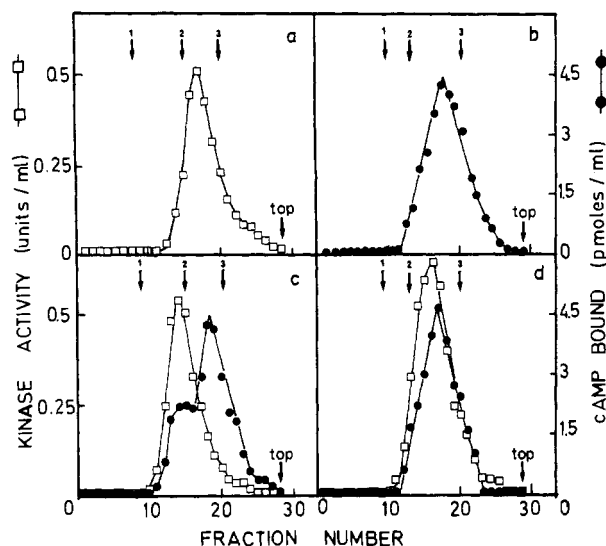 1 2 3 a
1 2 3 b
0.5
0.25
0
top
4,5
3
1.5
0
top
1 2 3 c
1 2 3 d
0.5
0.25
0 10 20 30
top
4,5
3
1,5
0
0 10 20 30
top
KINASE ACTIVITY (units / ml)
cAMP BOUND (pmoles / ml)
FRACTION NUMBER